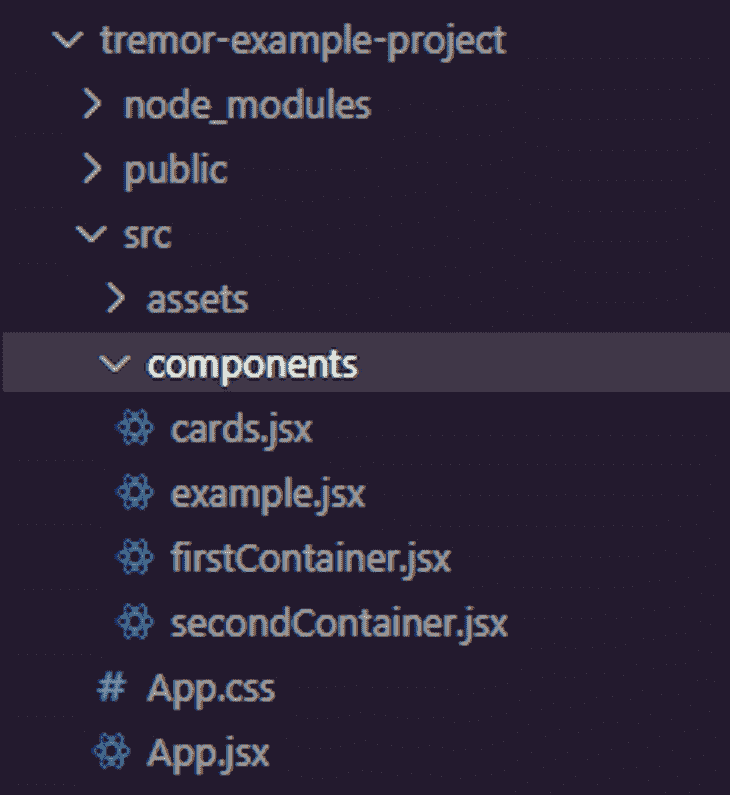 tremor-example-project
node_modules
public
src
assets
components
cards.jsx
example.jsx
firstContainer.jsx
secondContainer.jsx
# App.css
App.jsx